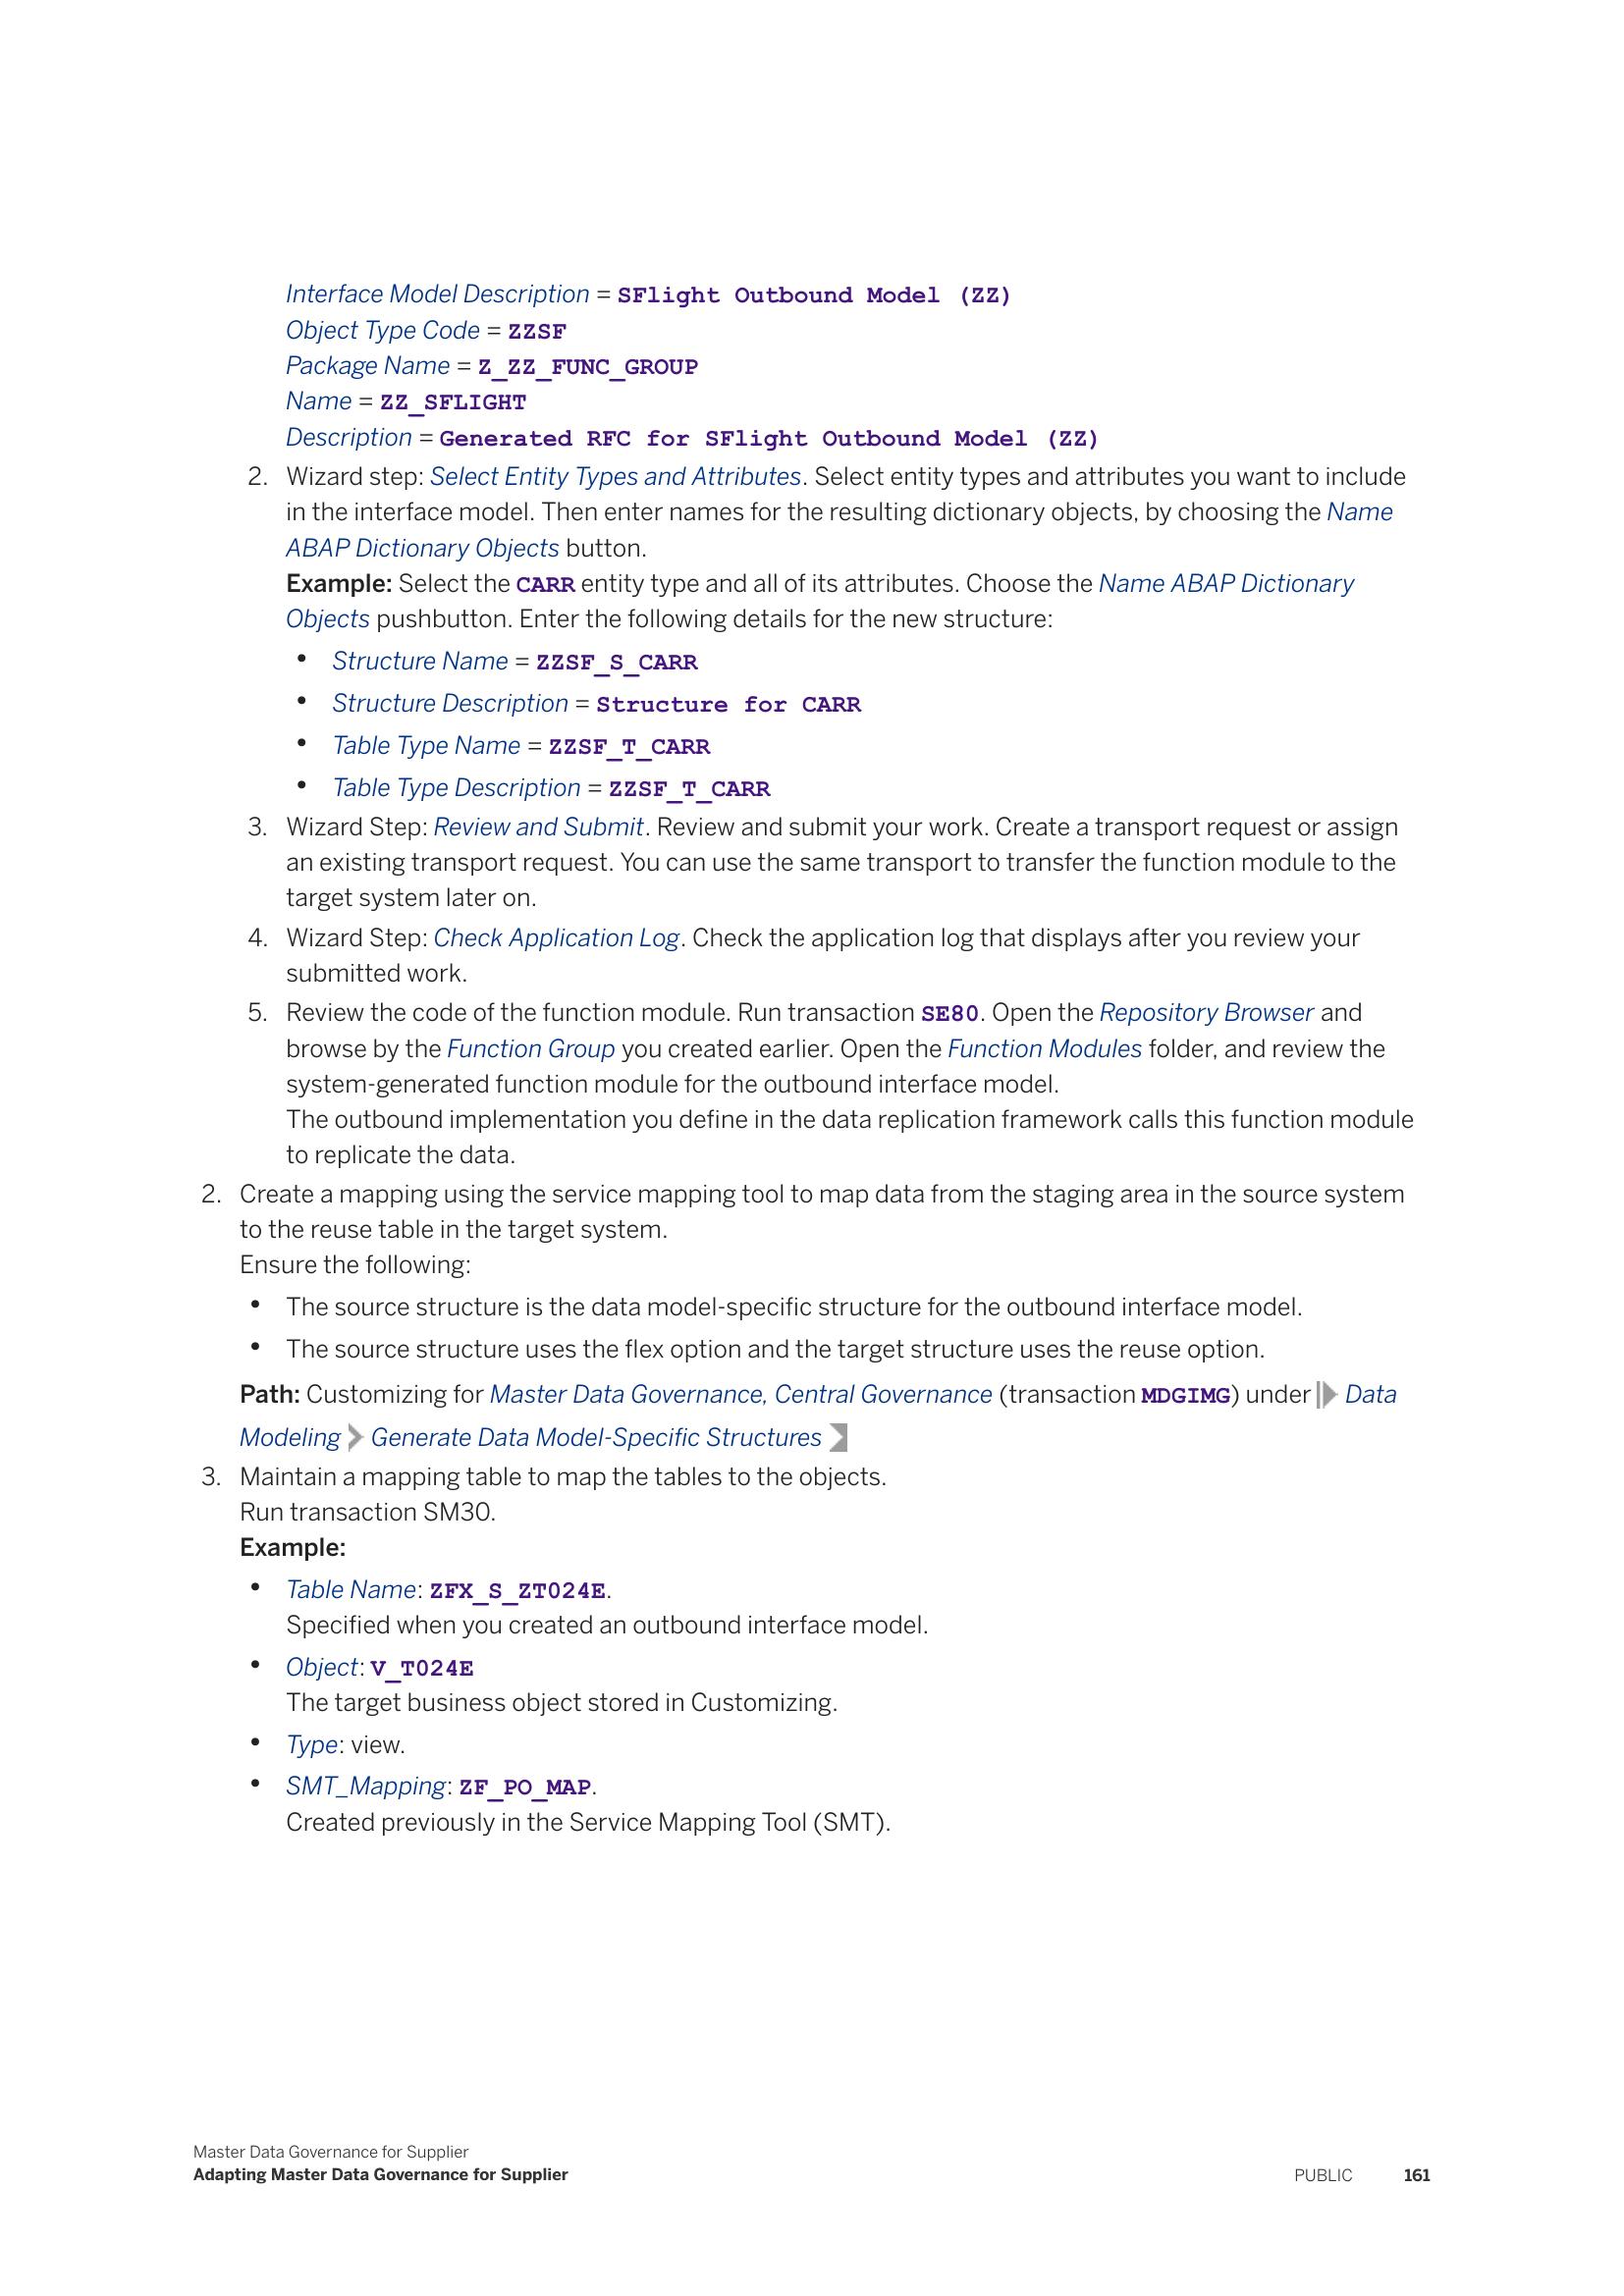 Interface Model Description = SFlight Outbound Model (ZZ)
Object Type Code = ZZSF
Package Name = Z_ZZ_FUNC_GROUP
Name = ZZ_SFLIGHT
Description = Generated RFC for SFlight Outbound Model (ZZ)
2. Wizard step: Select Entity Types and Attributes. Select entity types and attributes you want to include
in the interface model. Then enter names for the resulting dictionary objects, by choosing the Name
ABAP Dictionary Objects button.
Example: Select the CARR entity type and all of its attributes. Choose the Name ABAP Dictionary
Objects pushbutton. Enter the following details for the new structure:
• Structure Name = ZZSF_S_CARR
• Structure Description = Structure for CARR
• Table Type Name = ZZSF_T_CARR
• Table Type Description = ZZSF_T_CARR
3. Wizard Step: Review and Submit. Review and submit your work. Create a transport request or assign
an existing transport request. You can use the same transport to transfer the function module to the
target system later on.
4. Wizard Step: Check Application Log. Check the application log that displays after you review your
submitted work.
5. Review the code of the function module. Run transaction SE80. Open the Repository Browser and
browse by the Function Group you created earlier. Open the Function Modules folder, and review the
system-generated function module for the outbound interface model.
The outbound implementation you define in the data replication framework calls this function module
to replicate the data.
2. Create a mapping using the service mapping tool to map data from the staging area in the source system
to the reuse table in the target system.
Ensure the following:
• The source structure is the data model-specific structure for the outbound interface model.
• The source structure uses the flex option and the target structure uses the reuse option.
Path: Customizing for Master Data Governance, Central Governance (transaction MDGIMG) under Data
Modeling Generate Data Model-Specific Structures
3. Maintain a mapping table to map the tables to the objects.
Run transaction SM30.
Example:
• Table Name: ZFX_S_ZT024E.
Specified when you created an outbound interface model.
• Object: V_T024E
The target business object stored in Customizing.
• Type: view.
• SMT_Mapping: ZF_PO_MAP.
Created previously in the Service Mapping Tool (SMT).
Master Data Governance for Supplier
Adapting Master Data Governance for Supplier
PUBLIC 161